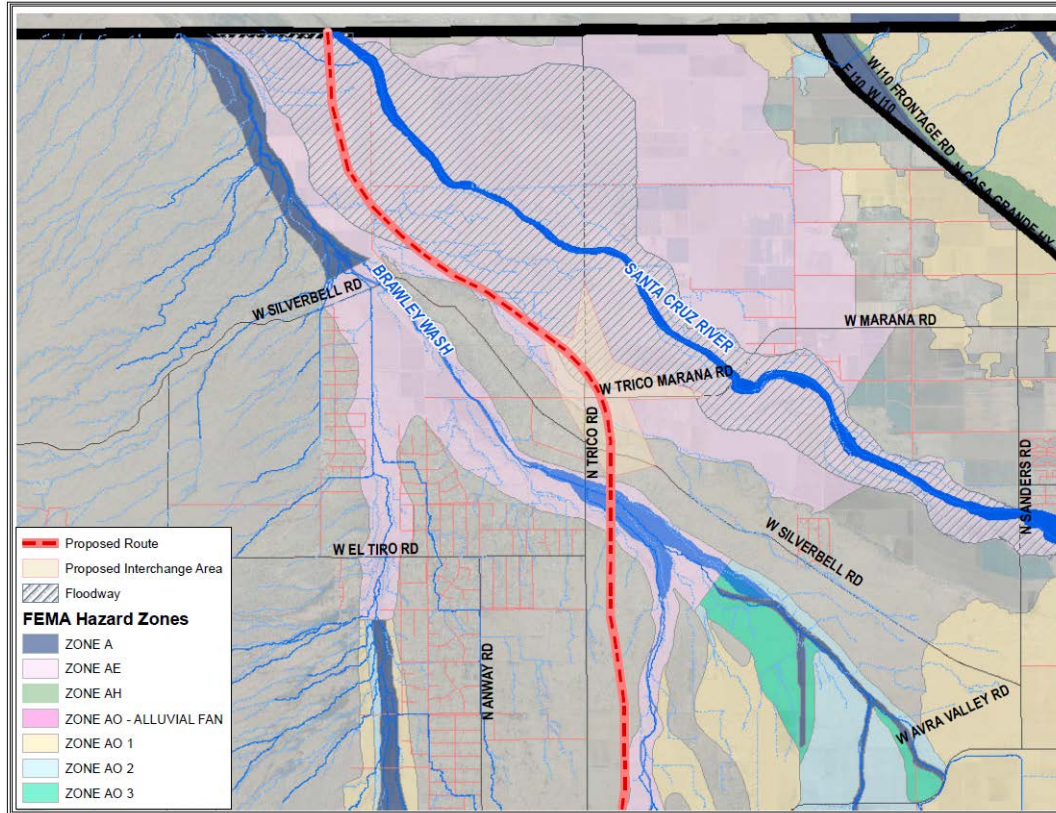 W I10 FRONTAGE RD
E I10 W I10
N CASA GRANDE HY
BRAWLEY WASH
W SILVERBELL RD
SANTA CRUZ RIVER
W MARANA RD
W TRICO MARANA RD
N TRICO RD
N SANDERS RD
W SILVERBELL RD
W EL TIRO RD
N ANWAY RD
W AVRA VALLEY RD
Proposed Route
Proposed Interchange Area
Floodway
FEMA Hazard Zones
ZONE A
ZONE AE
ZONE AH
ZONE AO - ALLUVIAL FAN
ZONE AO 1
ZONE AO 2
ZONE AO 3